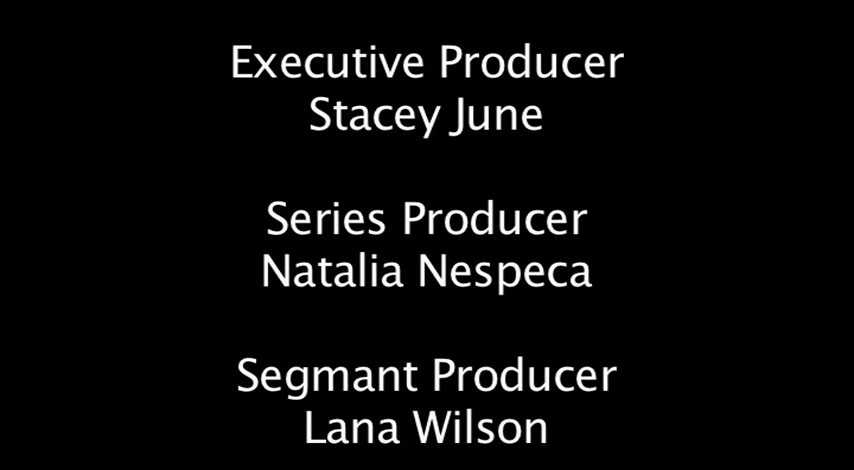 Executive Producer
Stacey June
Series Producer
Natalia Nespeca
Segmant Producer
Lana Wilson